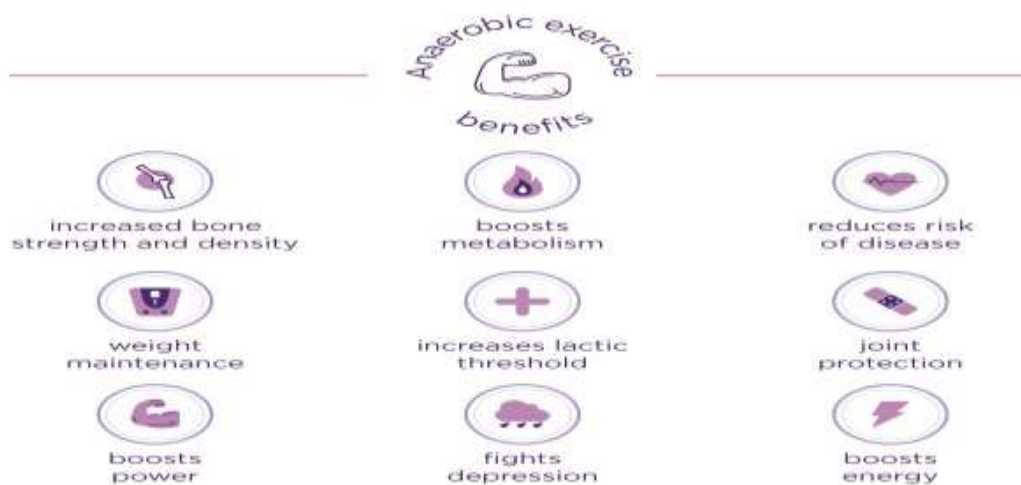 Anaerobic exercise
benefits
increased bone
strength and density
boosts
metabolism
reduces risk
of disease
weight
maintenance
increases lactic
threshold
joint
protection
boosts
power
fights
depression
boosts
energy